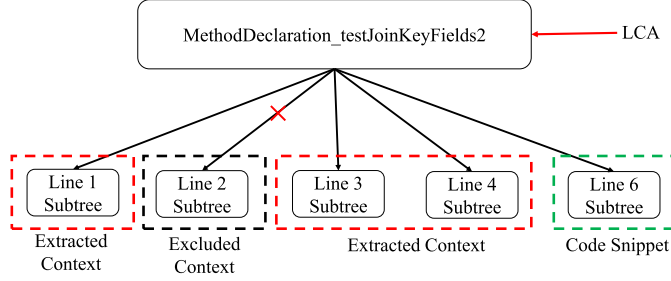 MethodDeclaration_testJoinKeyFields2
LCA
Line 1
Subtree
Line 2
Subtree
Line 3
Subtree
Line 4
Subtree
Line 6
Subtree
Extracted
Context
Excluded
Context
Extracted Context
Code Snippet